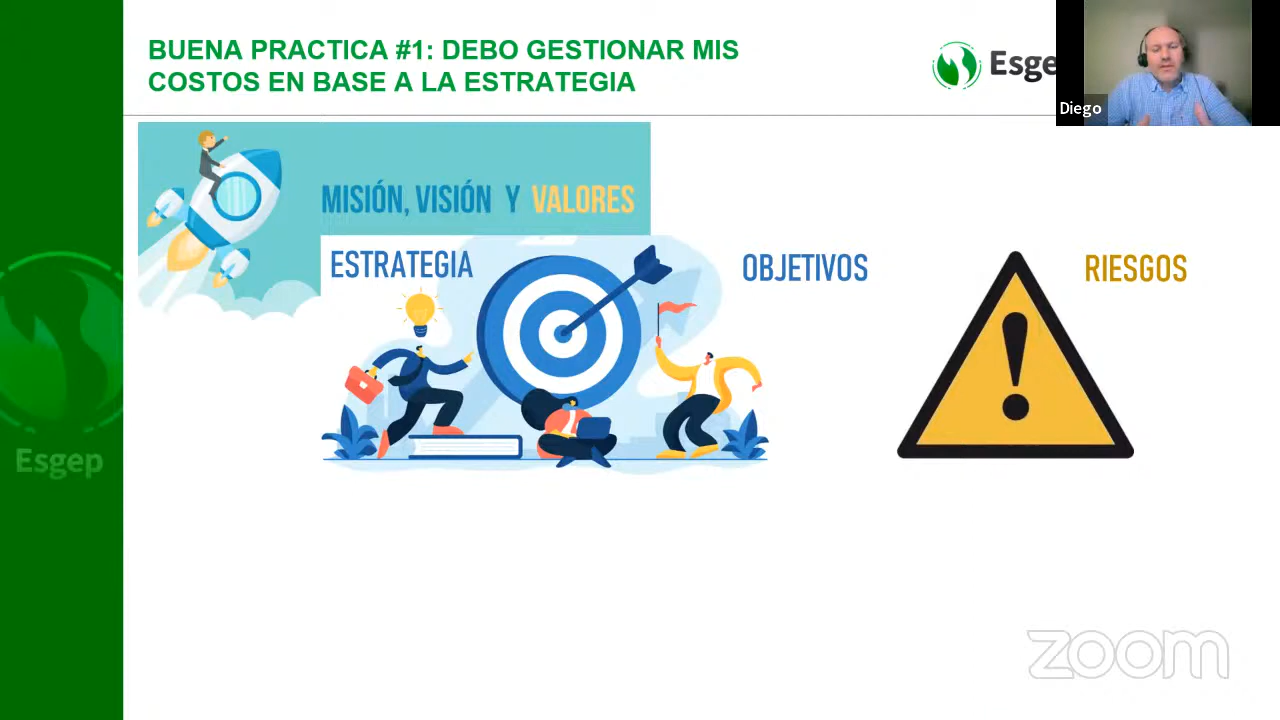 BUENA PRACTICA #1: DEBO GESTIONAR MIS
COSTOS EN BASE A LA ESTRATEGIA
Esge
Diego
MISIÓN, VISIÓN Y VALORES
ESTRATEGIA
OBJETIVOS
RIESGOS
Esgep
zoom